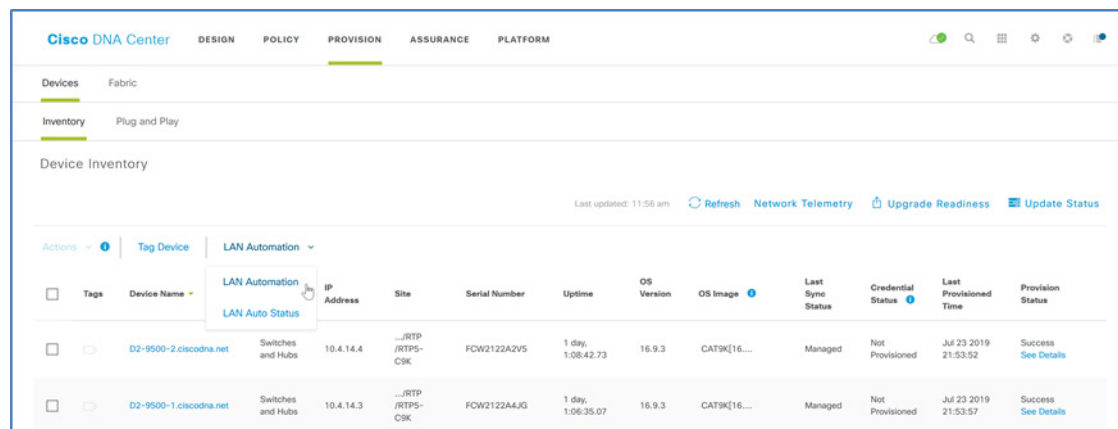 Cisco DNA Center DESIGN POLICY PROVISION ASSURANCE PLATFORM
Devices Fabric
Inventory Plug and Play
Device Inventory
Last updated: 11:56 am Refresh Network Telemetry Upgrade Readiness Update Status
Actions Tag Device LAN Automation
LAN Automation
LAN Auto Status
Tags Device Name IP Address Site Serial Number Uptime OS Version OS Image Last Sync Status Credential Status Last Provisioned Time Provision Status
D2-9500-2.ciscodna.net Switches and Hubs 10.4.14.4 .../RTP /RTP5-C9K FCW2122A2V5 1 day, 1:08:42.73 16.9.3 CAT9K[16.... Managed Not Provisioned Jul 23 2019 21:53:52 Success See Details
D2-9500-1.ciscodna.net Switches and Hubs 10.4.14.3 .../RTP /RTP5-C9K FCW2122A4JG 1 day, 1:06:35.07 16.9.3 CAT9K[16.... Managed Not Provisioned Jul 23 2019 21:53:57 Success See Details